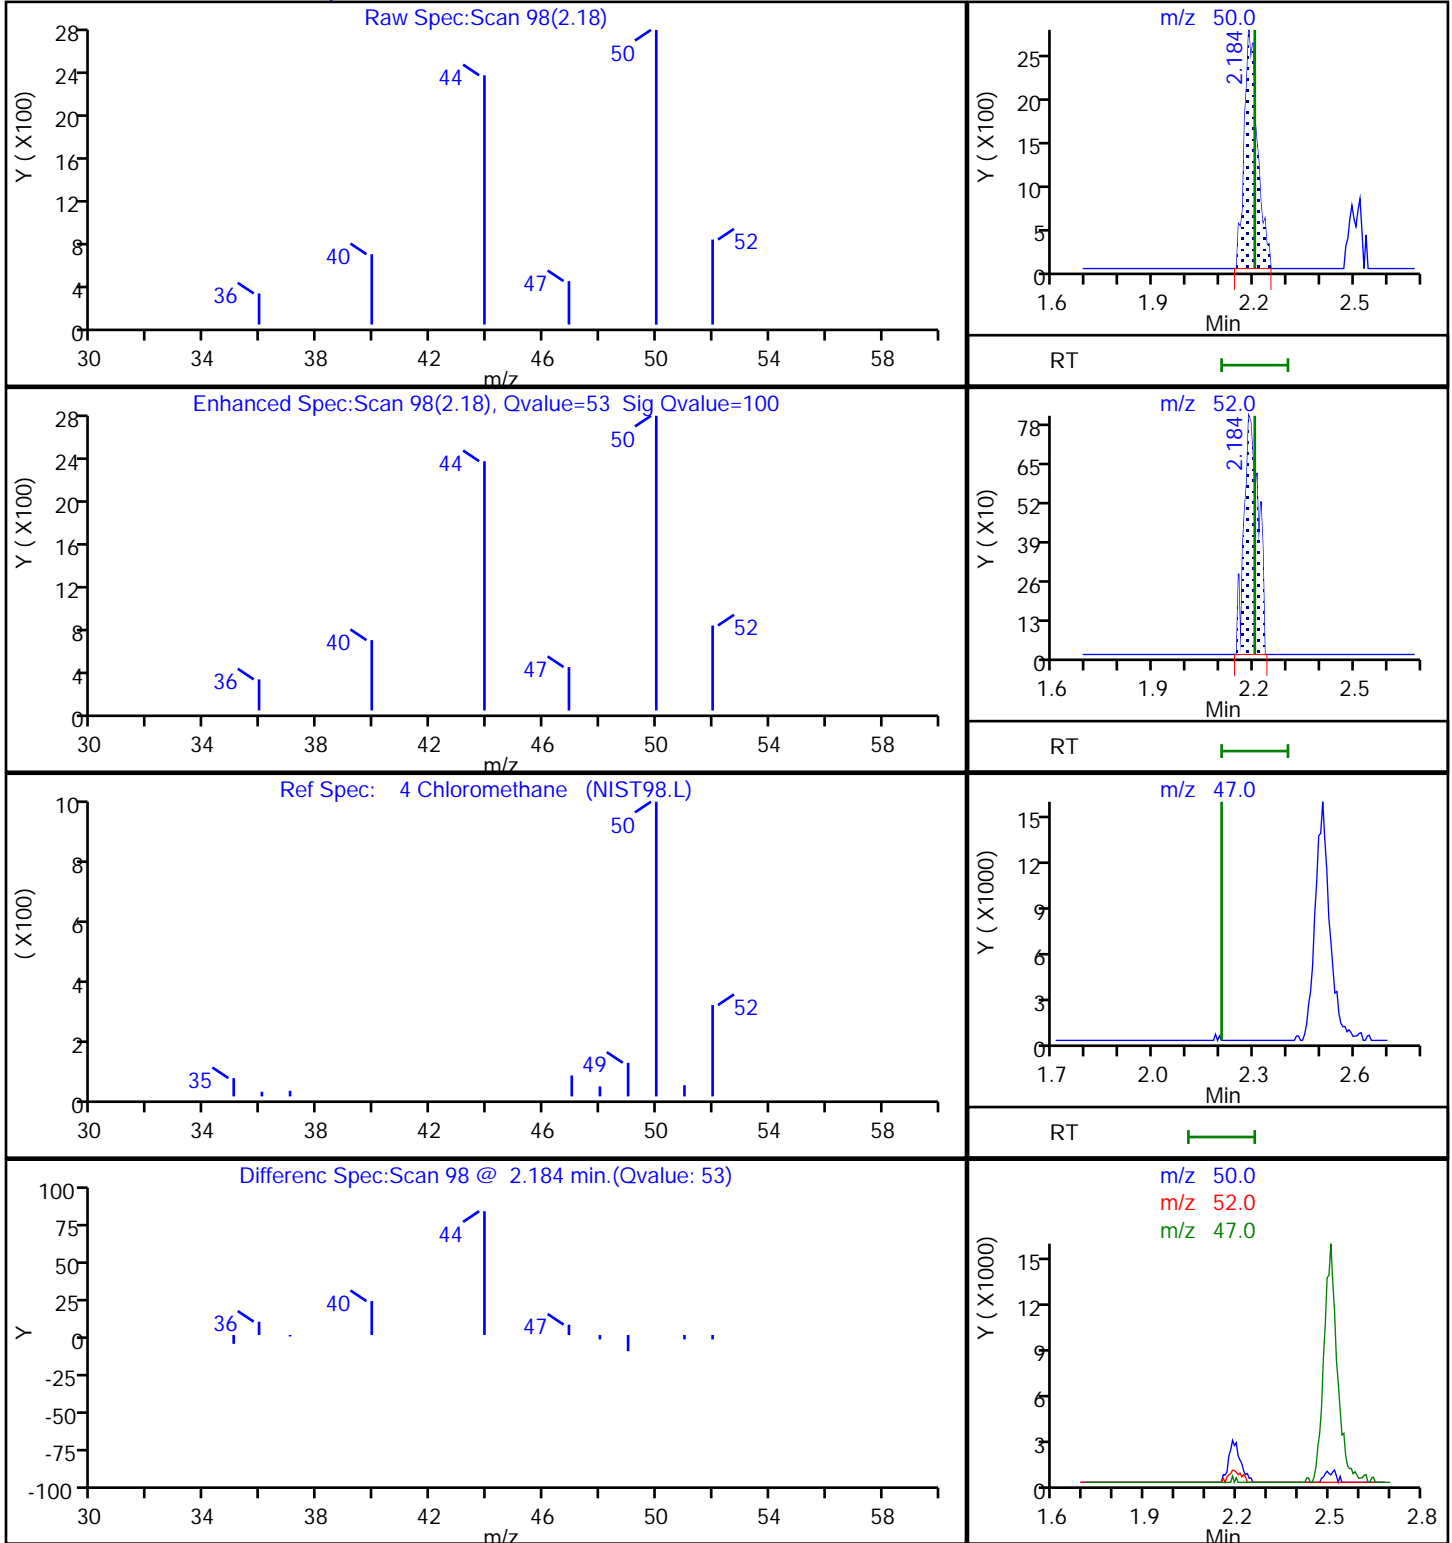 Raw Spec:Scan 98(2.18)
28
24
20
16
12
8
4
0
Y ( X100)
36
40
44
47
50
52
30 34 38 42 46 50 54 58
m/z
m/z 50.0
2.184
25
20
15
10
5
0
Y ( X100)
1.6 1.9 2.2 2.5
Min
RT
Enhanced Spec:Scan 98(2.18), Qvalue=53 Sig Qvalue=100
28
24
20
16
12
8
4
0
Y ( X100)
36
40
44
47
50
52
30 34 38 42 46 50 54 58
m/z
m/z 52.0
2.184
78
65
52
39
26
13
0
Y ( X10)
1.6 1.9 2.2 2.5
Min
RT
Ref Spec: 4 Chloromethane (NIST98.L)
10
8
6
4
2
0
( X100)
35
49
50
52
30 34 38 42 46 50 54 58
m/z 47.0
15
12
9
6
3
0
Y ( X1000)
1.7 2.0 2.3 2.6
Min
RT
Differenc Spec:Scan 98 @ 2.184 min.(Qvalue: 53)
100
75
50
25
0
-25
-50
-75
-100
Y
36
40
44
47
30 34 38 42 46 50 54 58
m/z
m/z 50.0
m/z 52.0
m/z 47.0
15
12
9
6
3
0
Y ( X1000)
1.6 1.9 2.2 2.5 2.8
Min